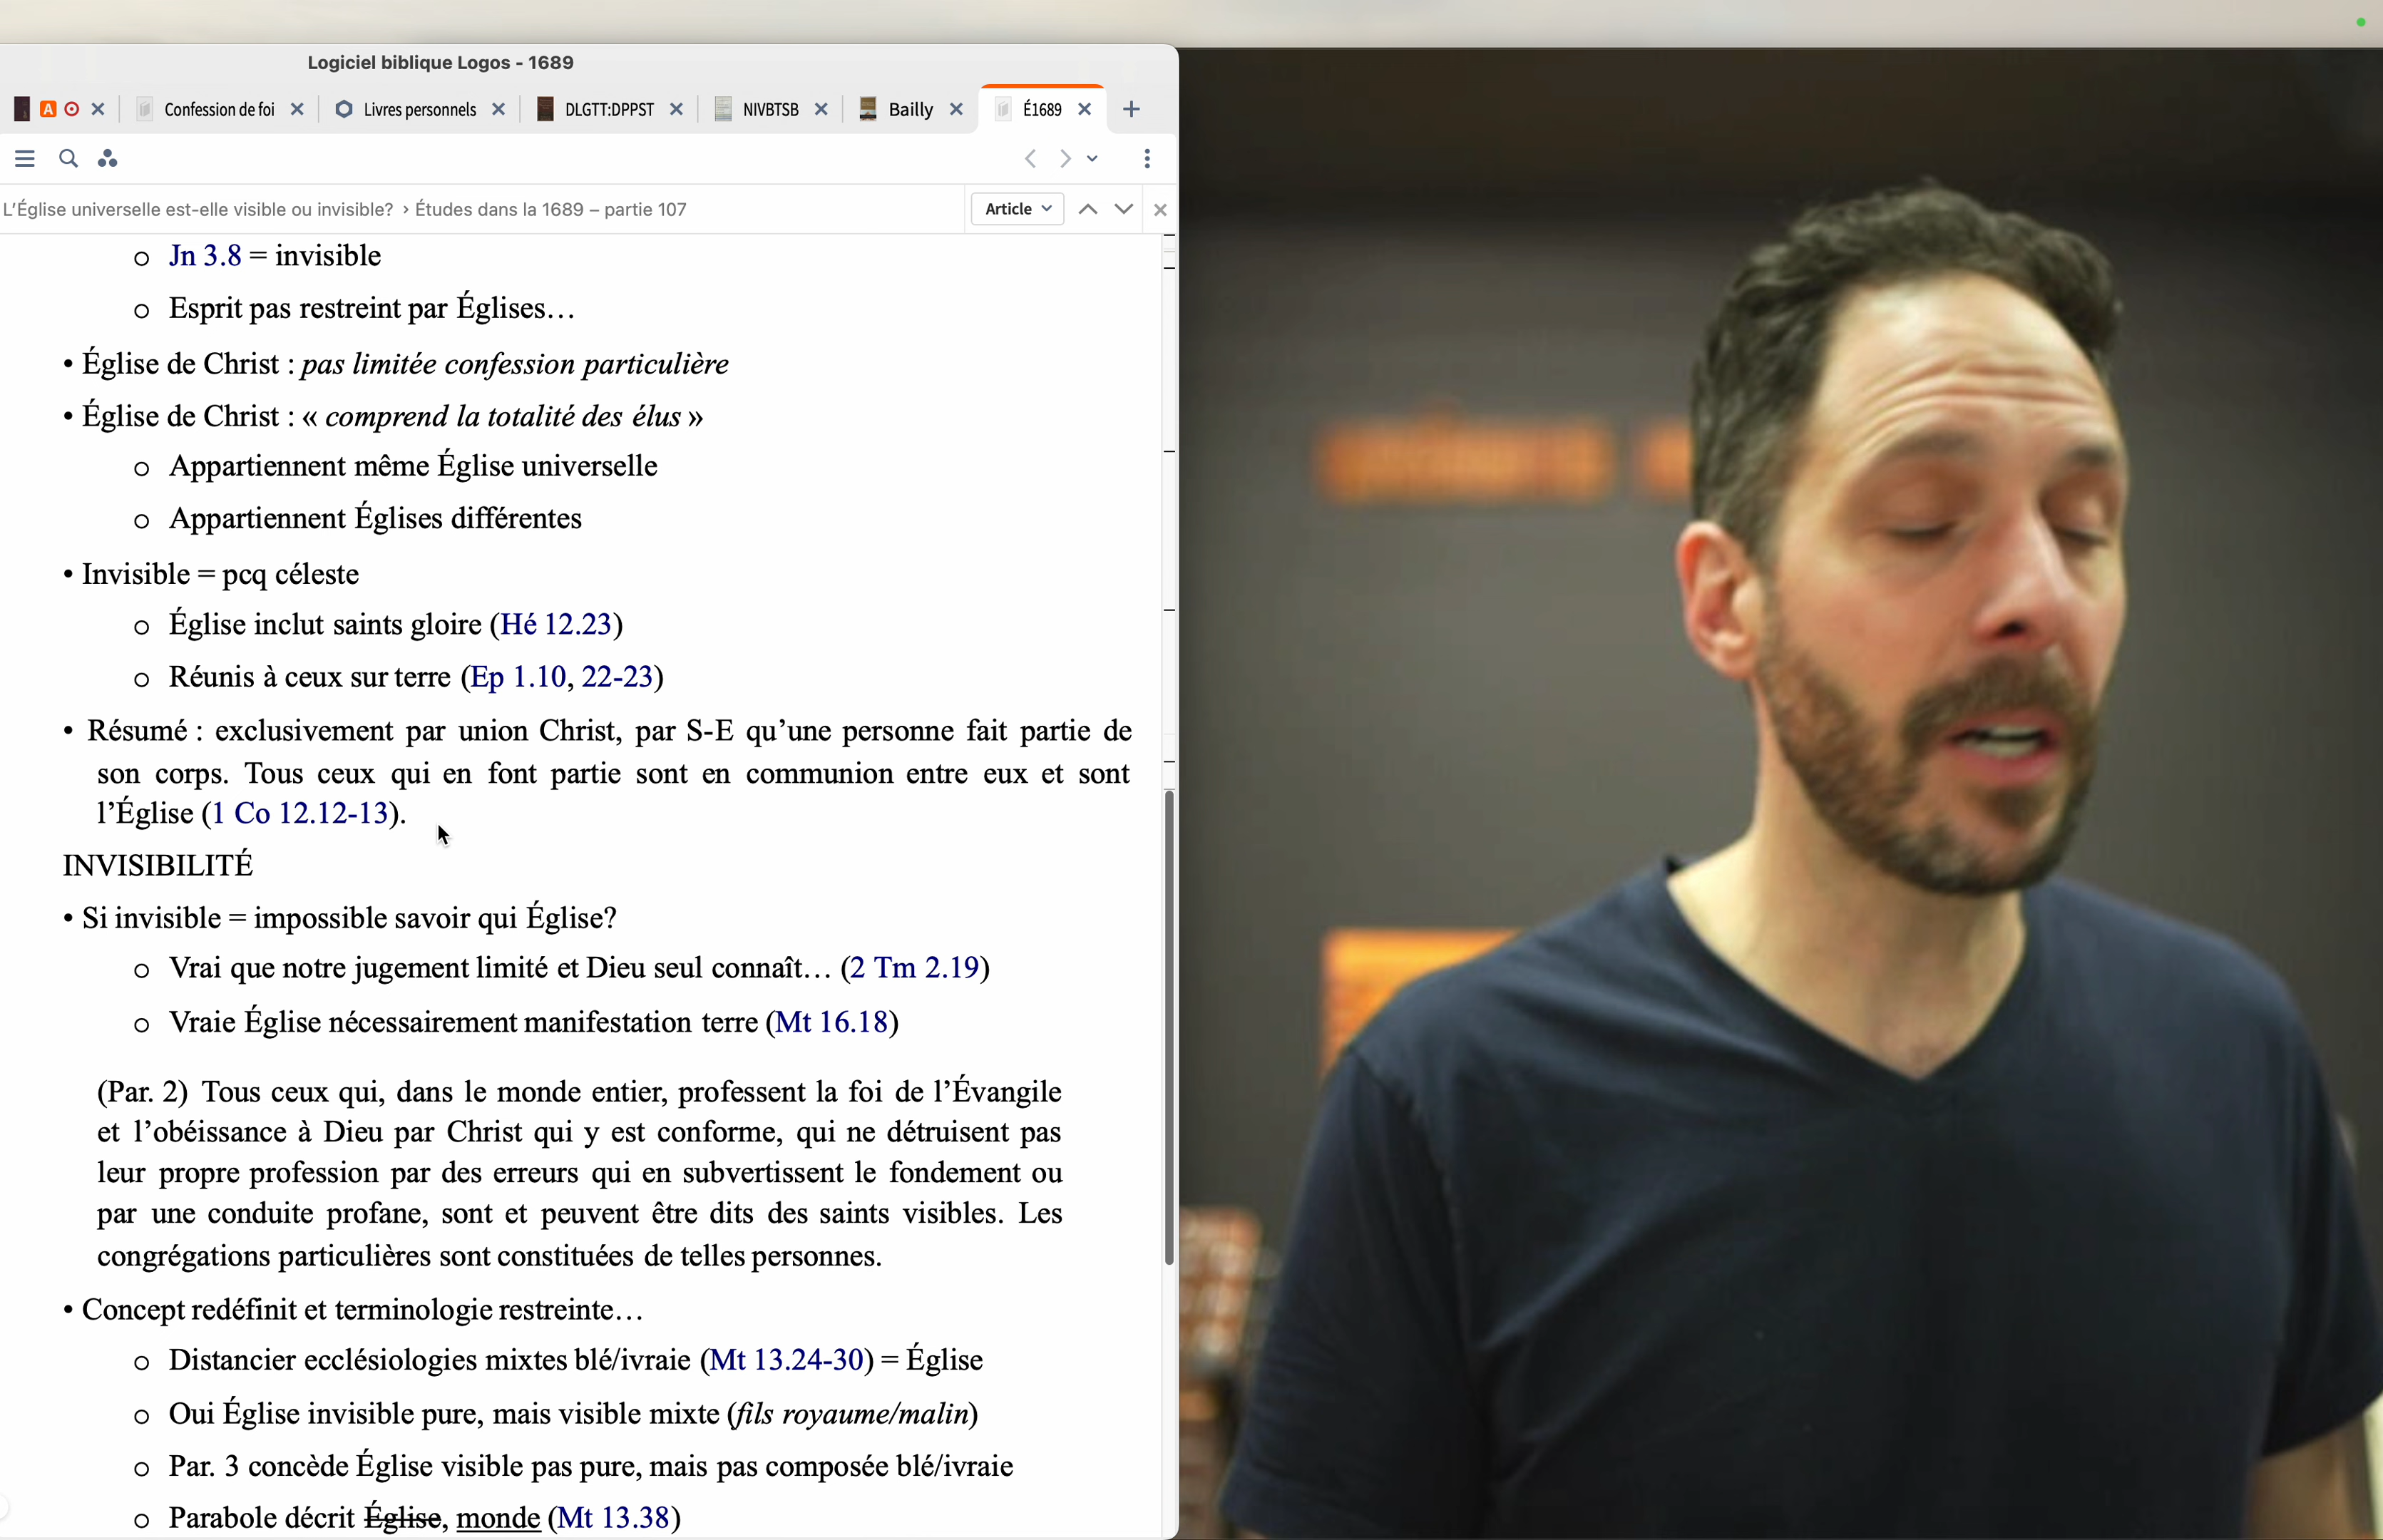 Logiciel biblique Logos - 1689
A Confession de foi Livres personnels DLGTT:DPPST NIVBTSB Bailly É1689
L'Église universelle est-elle visible ou invisible? › Études dans la 1689 – partie 107 Article
○ Jn 3.8 = invisible
○ Esprit pas restreint par Églises…
• Église de Christ : pas limitée confession particulière
• Église de Christ : « comprend la totalité des élus »
○ Appartiennent même Église universelle
○ Appartiennent Églises différentes
• Invisible = pcq céleste
○ Église inclut saints gloire (Hé 12.23)
○ Réunis à ceux sur terre (Ep 1.10, 22-23)
• Résumé : exclusivement par union Christ, par S-E qu'une personne fait partie de
son corps. Tous ceux qui en font partie sont en communion entre eux et sont
l'Église (1 Co 12.12-13).
INVISIBILITÉ
• Si invisible = impossible savoir qui Église?
○ Vrai que notre jugement limité et Dieu seul connaît… (2 Tm 2.19)
○ Vraie Église nécessairement manifestation terre (Mt 16.18)
(Par. 2) Tous ceux qui, dans le monde entier, professent la foi de l'Évangile
et l'obéissance à Dieu par Christ qui y est conforme, qui ne détruisent pas
leur propre profession par des erreurs qui en subvertissent le fondement ou
par une conduite profane, sont et peuvent être dits des saints visibles. Les
congrégations particulières sont constituées de telles personnes.
• Concept redéfinit et terminologie restreinte…
○ Distancier ecclésiologies mixtes blé/ivraie (Mt 13.24-30) = Église
○ Oui Église invisible pure, mais visible mixte (fils royaume/malin)
○ Par. 3 concède Église visible pas pure, mais pas composée blé/ivraie
○ Parabole décrit Église, monde (Mt 13.38)